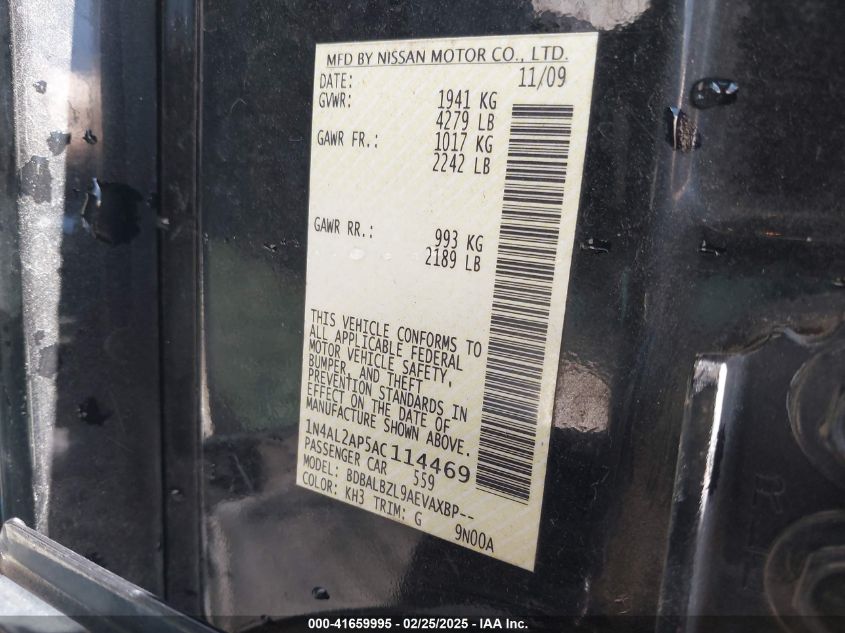 MFD BY NISSAN MOTOR CO., LTD.
DATE: 11/09
GVWR: 1941 KG
4279 LB
GAWR FR.: 1017 KG
2242 LB
GAWR RR.: 993 KG
2189 LB
THIS VEHICLE CONFORMS TO
ALL APPLICABLE FEDERAL
MOTOR VEHICLE SAFETY,
BUMPER, AND THEFT
PREVENTION STANDARDS IN
EFFECT ON THE DATE OF
MANUFACTURE SHOWN ABOVE.
1N4AL2AP5AC114469
PASSENGER CAR 559
MODEL: BDBALBZL9AEVAXBP--
COLOR: KH3 TRIM: G 9N00A
000-41659995 - 02/25/2025 - IAA Inc.